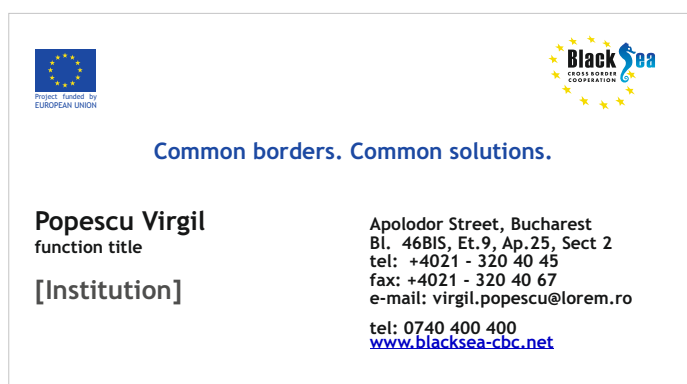 Project funded by
EUROPEAN UNION
Black Sea
CROSS BORDER
COOPERATION
Common borders. Common solutions.
Popescu Virgil
function title
[Institution]
Apolodor Street, Bucharest
Bl. 46BIS, Et.9, Ap.25, Sect 2
tel: +4021 - 320 40 45
fax: +4021 - 320 40 67
e-mail: virgil.popescu@lorem.ro
tel: 0740 400 400
www.blacksea-cbc.net